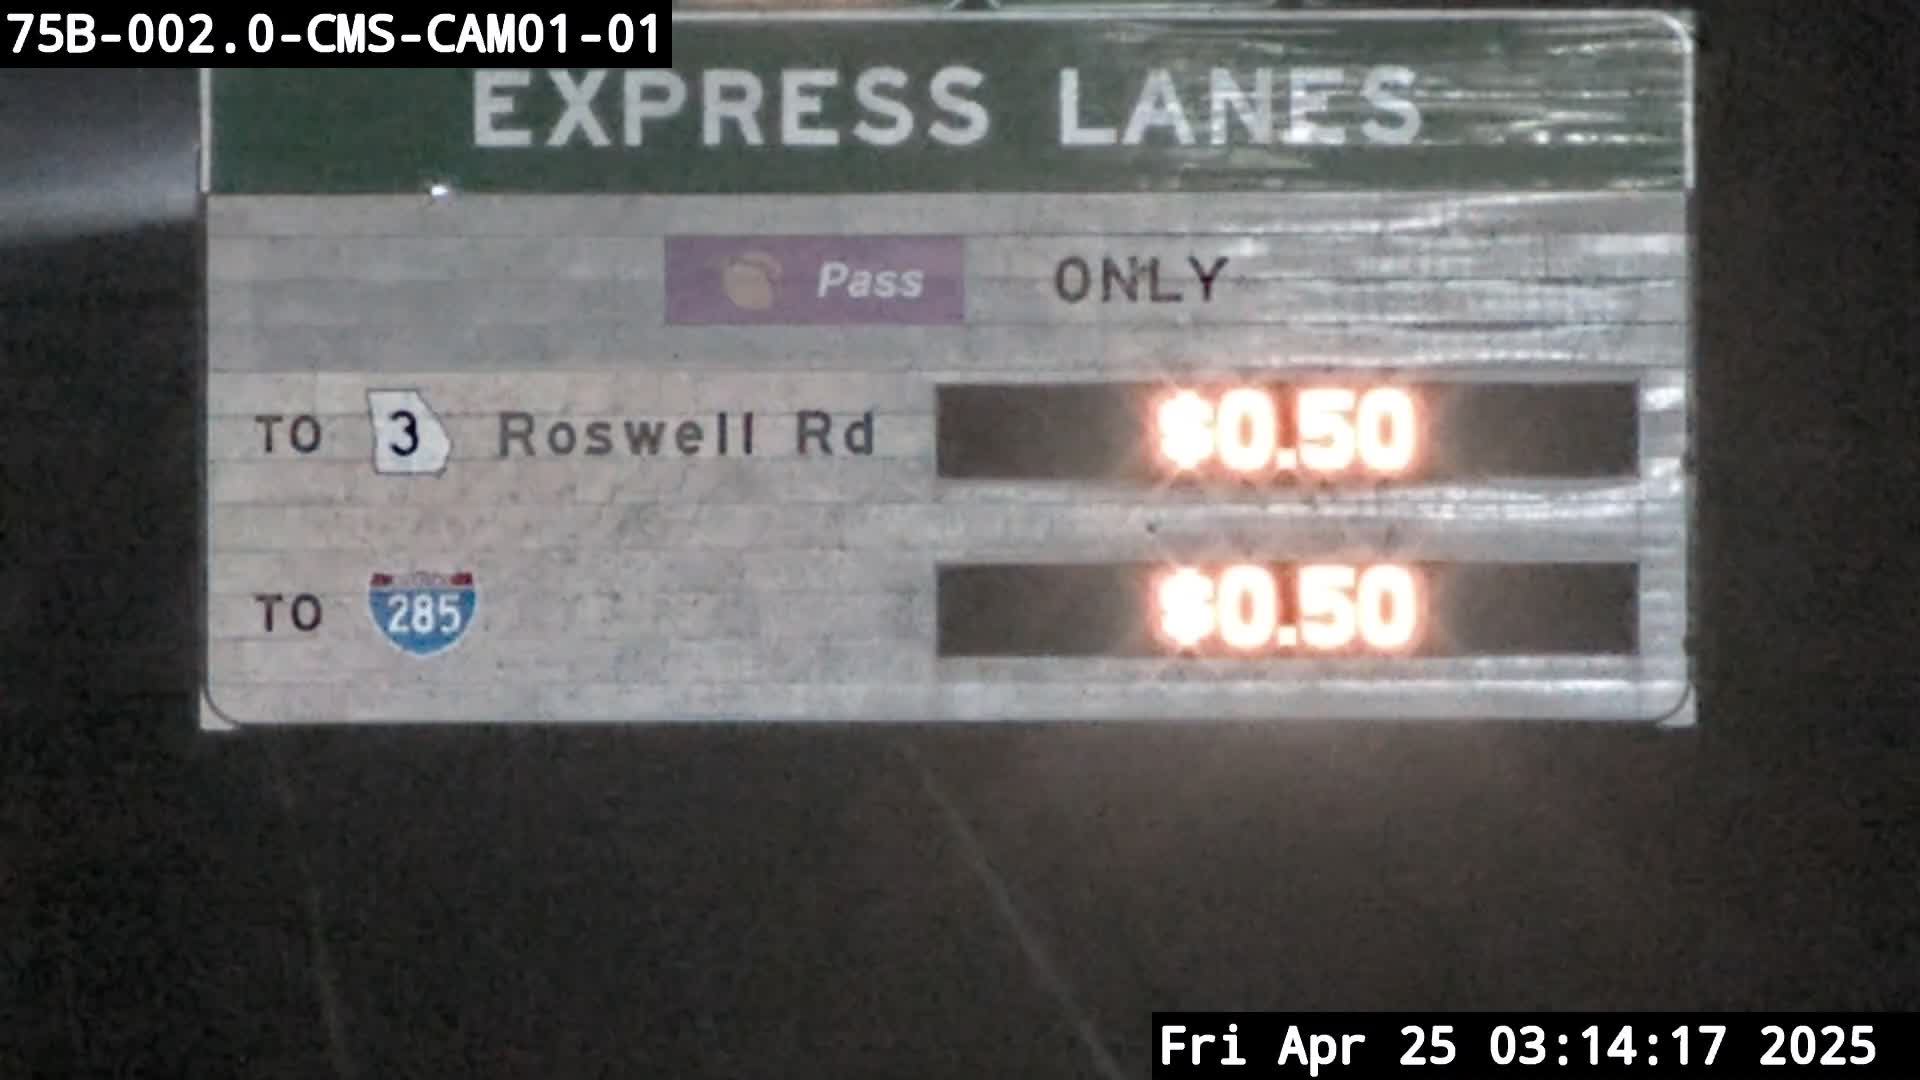 75B-002.0-CMS-CAM01-01
EXPRESS LANES
Pass ONLY
TO 3 Roswell Rd $0.50
TO 285 $0.50
Fri Apr 25 03:14:17 2025